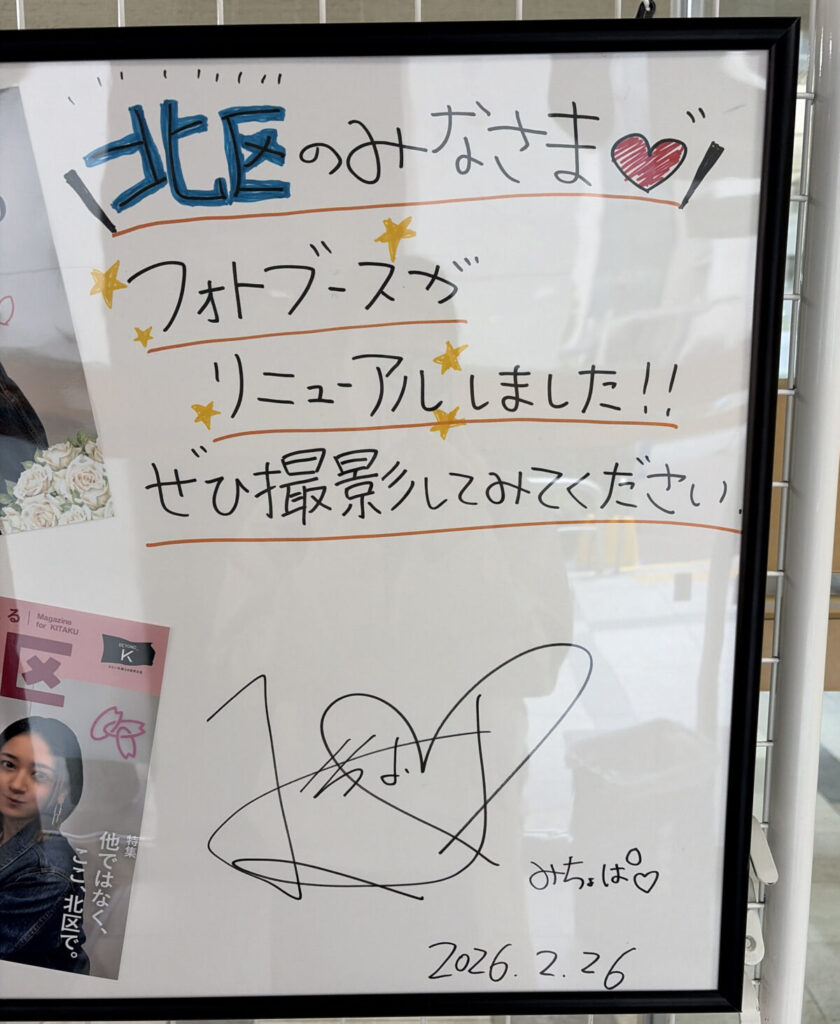 北区のみなさま
フォトブースが
リニューアルしました!!
ぜひ撮影してみてください.
みちょぱ
2026.2.26
る | Magazine for KITAKU
区
BEYOND
K
特集
他ではなく、
ここ、北区で。